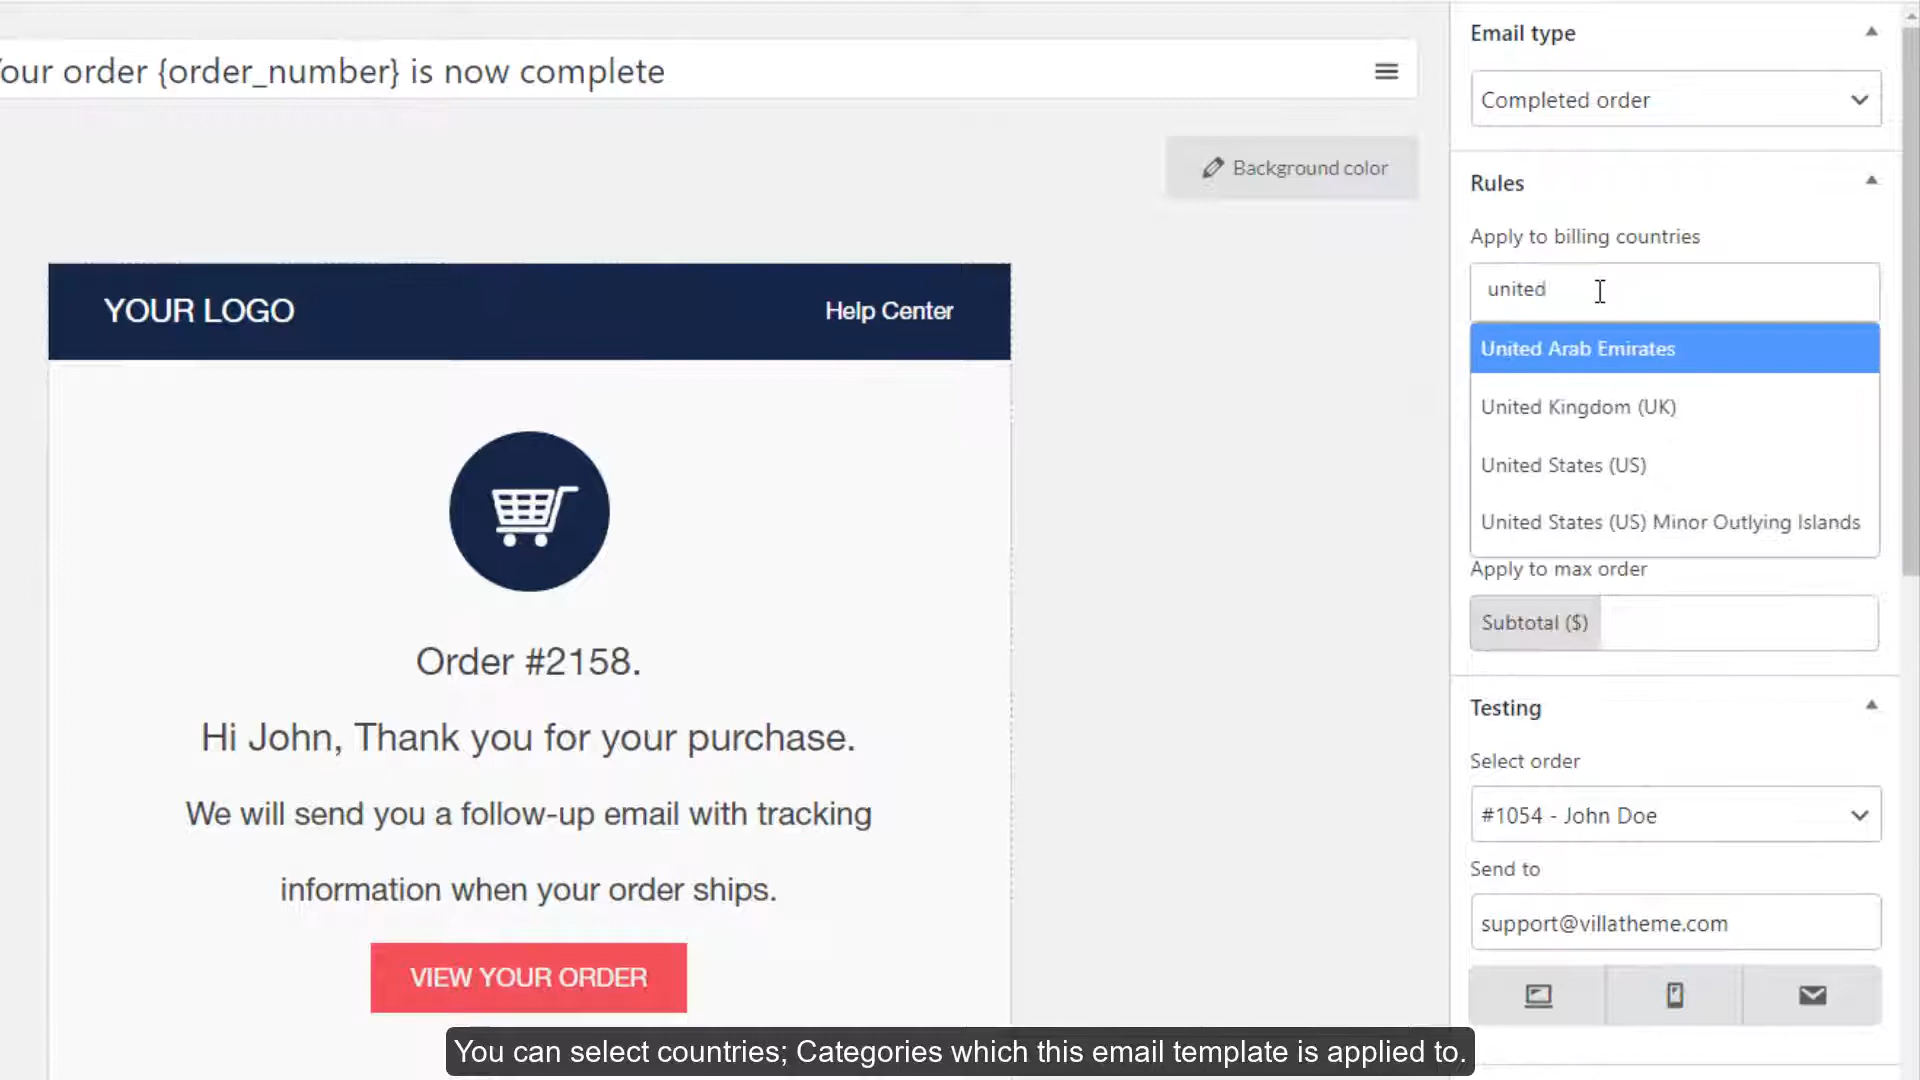 Your order {order_number} is now complete
Background color
YOUR LOGO
Help Center
Order #2158.
Hi John, Thank you for your purchase.
We will send you a follow-up email with tracking
information when your order ships.
VIEW YOUR ORDER
Email type
Completed order
Rules
Apply to billing countries
united
United Arab Emirates
United Kingdom (UK)
United States (US)
United States (US) Minor Outlying Islands
Apply to max order
Subtotal ($)
Testing
Select order
#1054 - John Doe
Send to
support@villatheme.com
You can select countries; Categories which this email template is applied to.